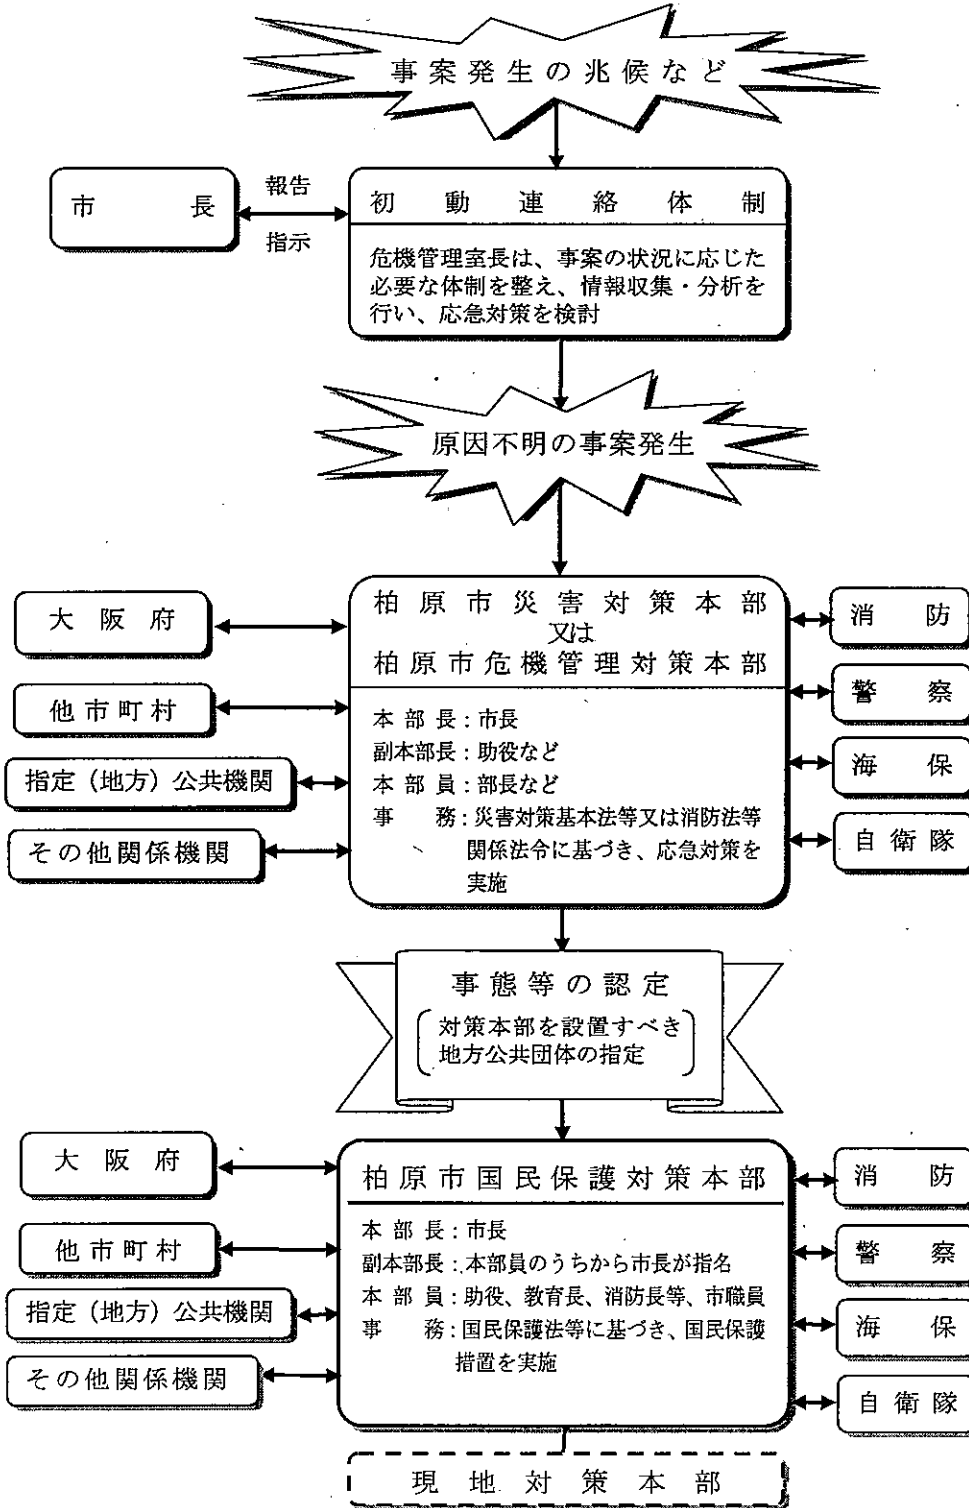 事案発生の兆候など
市長
報告
指示
初動連絡体制
危機管理室長は、事案の状況に応じた
必要な体制を整え、情報収集・分析を
行い、応急対策を検討
原因不明の事案発生
大阪府
他市町村
指定（地方）公共機関
その他関係機関
柏原市災害対策本部
又は
柏原市危機管理対策本部
本部長：市長
副本部長：助役など
本部員：部長など
事務：災害対策基本法等又は消防法等
関係法令に基づき、応急対策を
実施
消防
警察
海保
自衛隊
事態等の認定
対策本部を設置すべき
地方公共団体の指定
大阪府
他市町村
指定（地方）公共機関
その他関係機関
柏原市国民保護対策本部
本部長：市長
副本部長：本部員のうちから市長が指名
本部員：助役、教育長、消防長等、市職員
事務：国民保護法等に基づき、国民保護
措置を実施
消防
警察
海保
自衛隊
現地対策本部